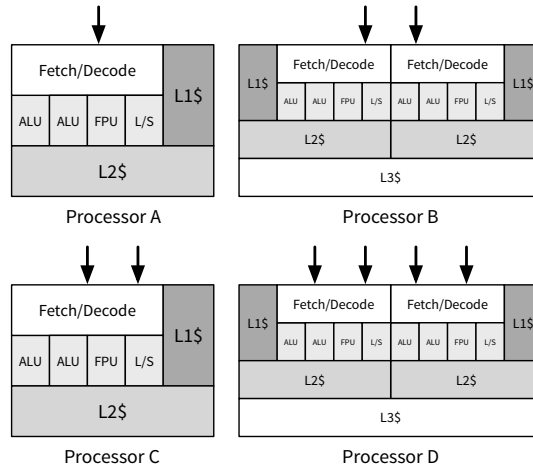 Fetch/Decode
L1$
ALU ALU FPU L/S
L2$
Processor A
L1$ Fetch/Decode Fetch/Decode L1$
ALU ALU FPU L/S ALU ALU FPU L/S
L2$ L2$
L3$
Processor B
Fetch/Decode
L1$
ALU ALU FPU L/S
L2$
Processor C
L1$ Fetch/Decode Fetch/Decode L1$
ALU ALU FPU L/S ALU ALU FPU L/S
L2$ L2$
L3$
Processor D